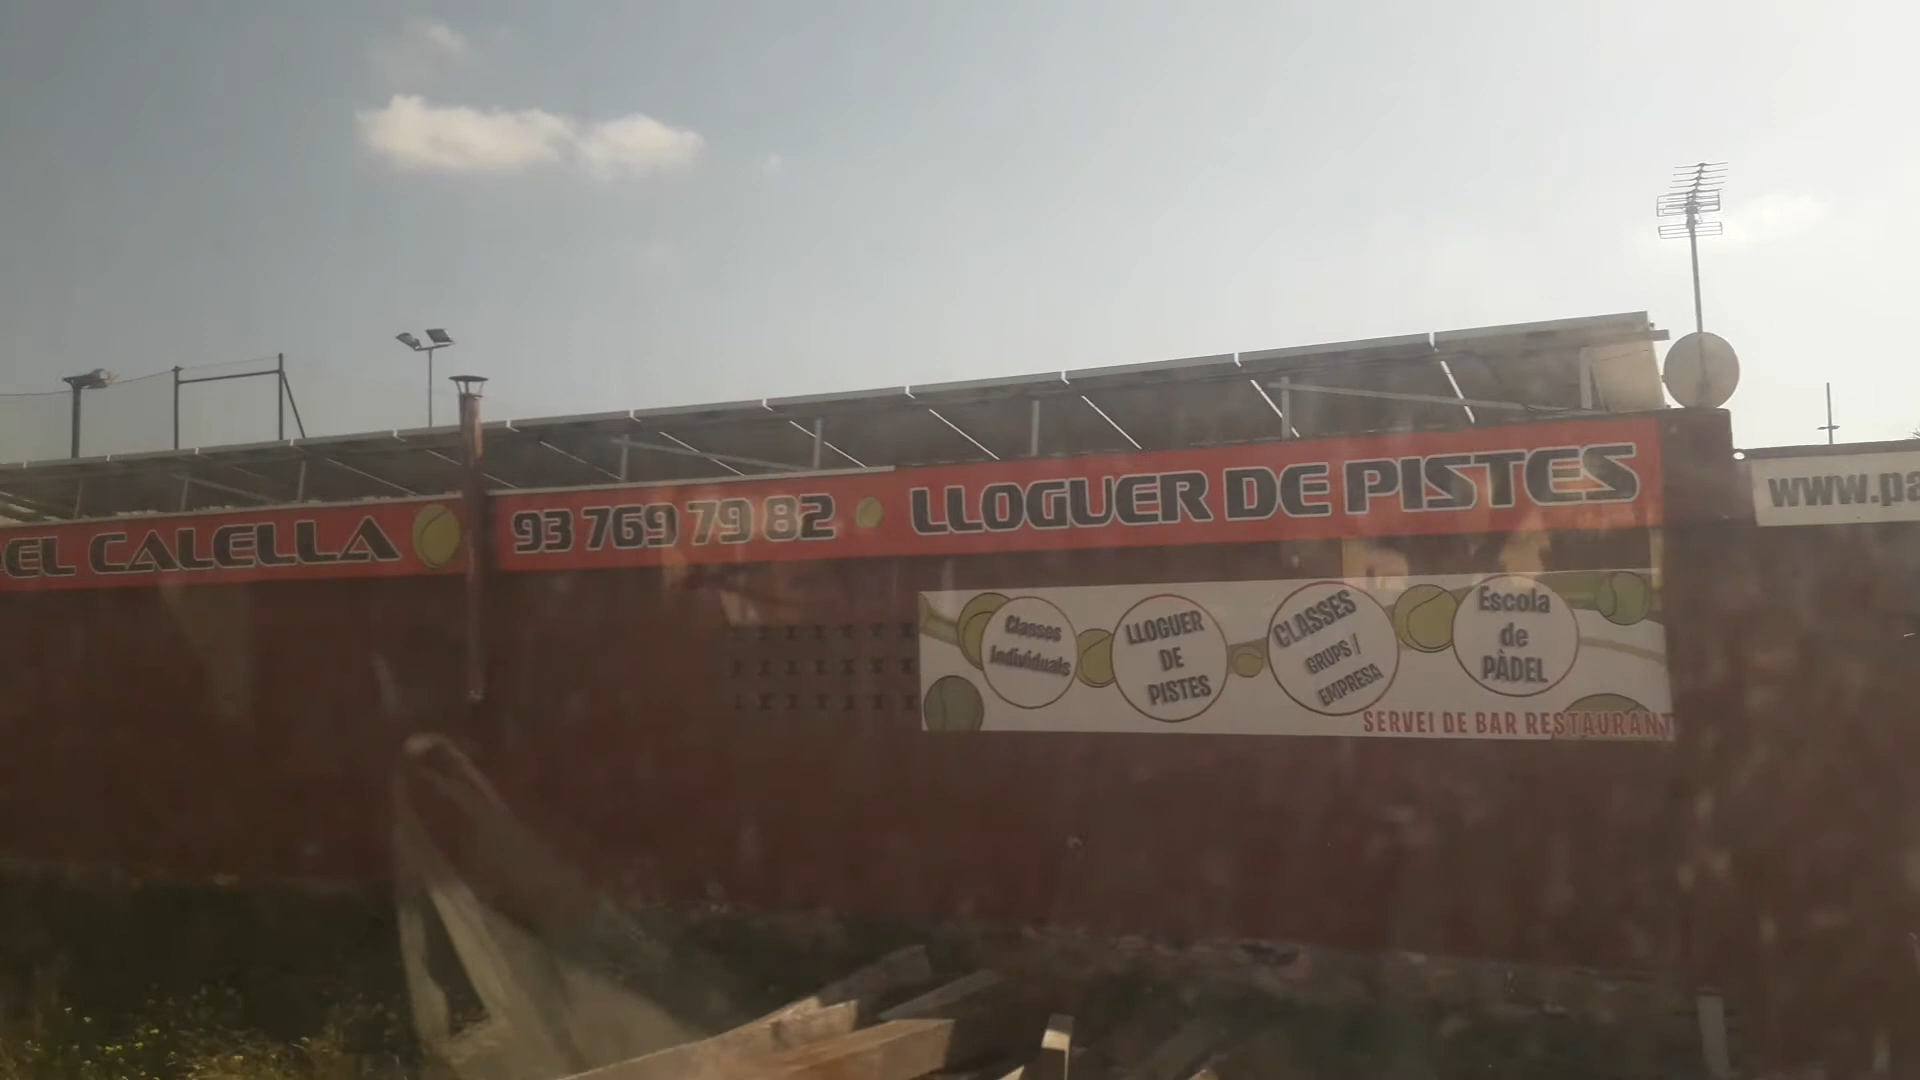 EL CALELLA
93 769 79 82
LLOGUER DE PISTES
www.pa
Classes
Individuals
LLOGUER
DE
PISTES
CLASSES
GRUPS /
EMPRESA
Escola
de
PÀDEL
SERVEI DE BAR RESTAURANT